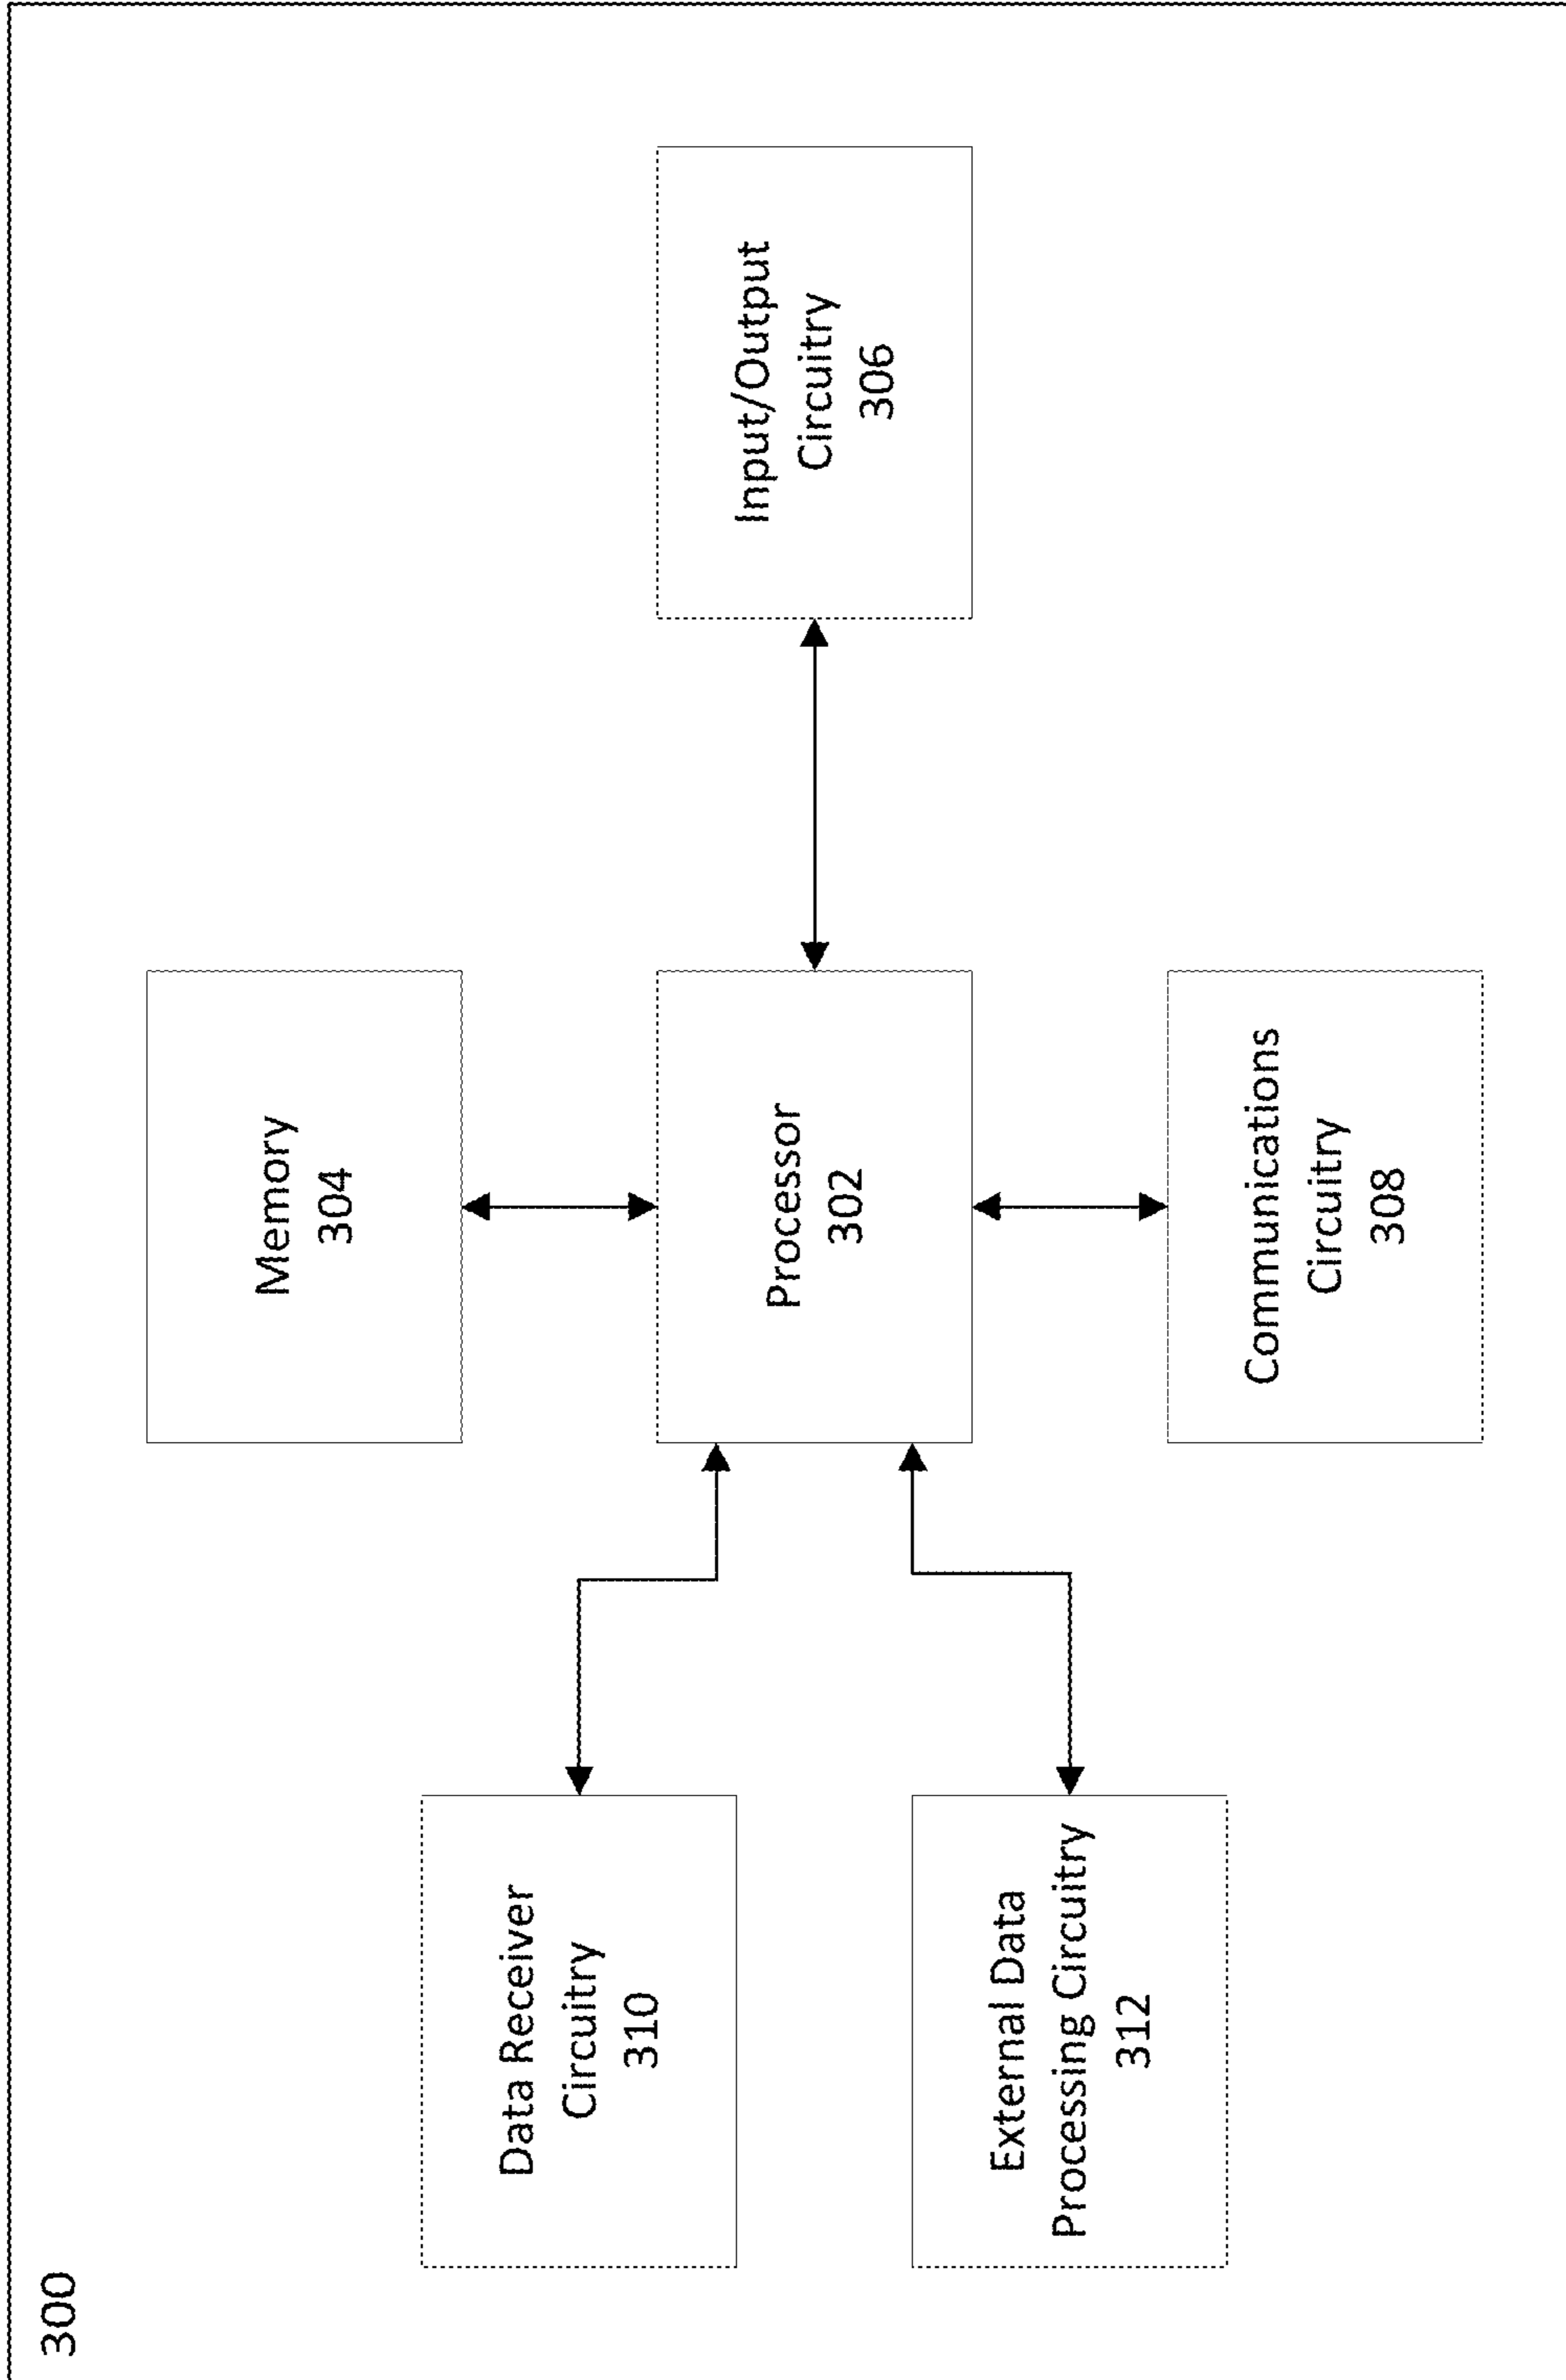 300
Memory
304
Data Receiver
Circuitry
310
Processor
302
Input/Output
Circuitry
306
External Data
Processing Circuitry
312
Communications
Circuitry
308